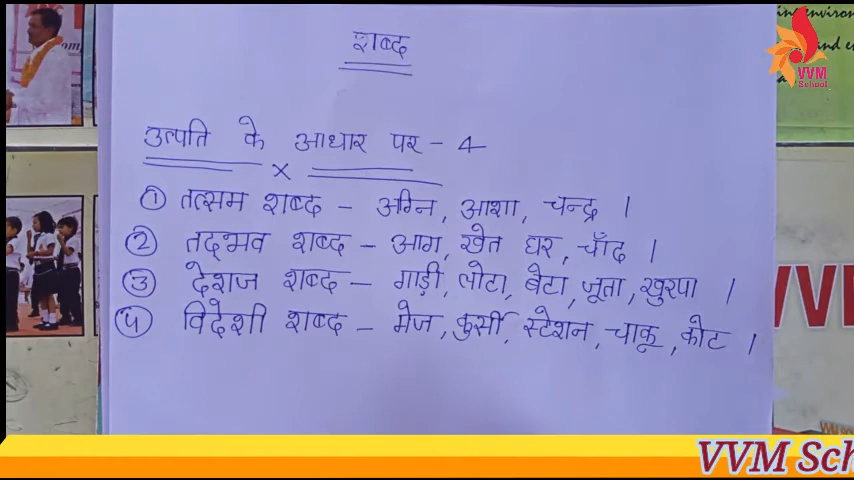 शब्द
उत्पति के आधार पर - 4
×
① तत्सम शब्द - अग्नि, आशा, चन्द्र ।
② तद्भव शब्द - आग, खेत घर, चाँद ।
③ देशज शब्द - गाड़ी, लोटा, बेटा, जूता, खुरपा ।
④ विदेशी शब्द - मेज, कुर्सी, स्टेशन, चाकू, कोट ।
VVM
School
VVM Sch